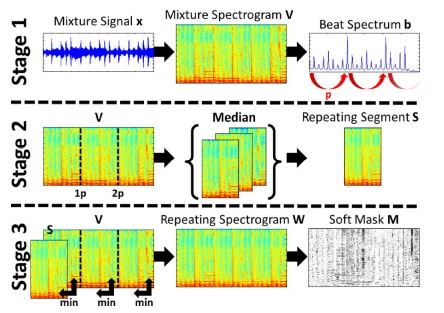 Stage 1
Mixture Signal x
Mixture Spectrogram V
Beat Spectrum b
p
Stage 2
V
Median
Repeating Segment S
1p
2p
Stage 3
S
V
Repeating Spectrogram W
Soft Mask M
min
min
min